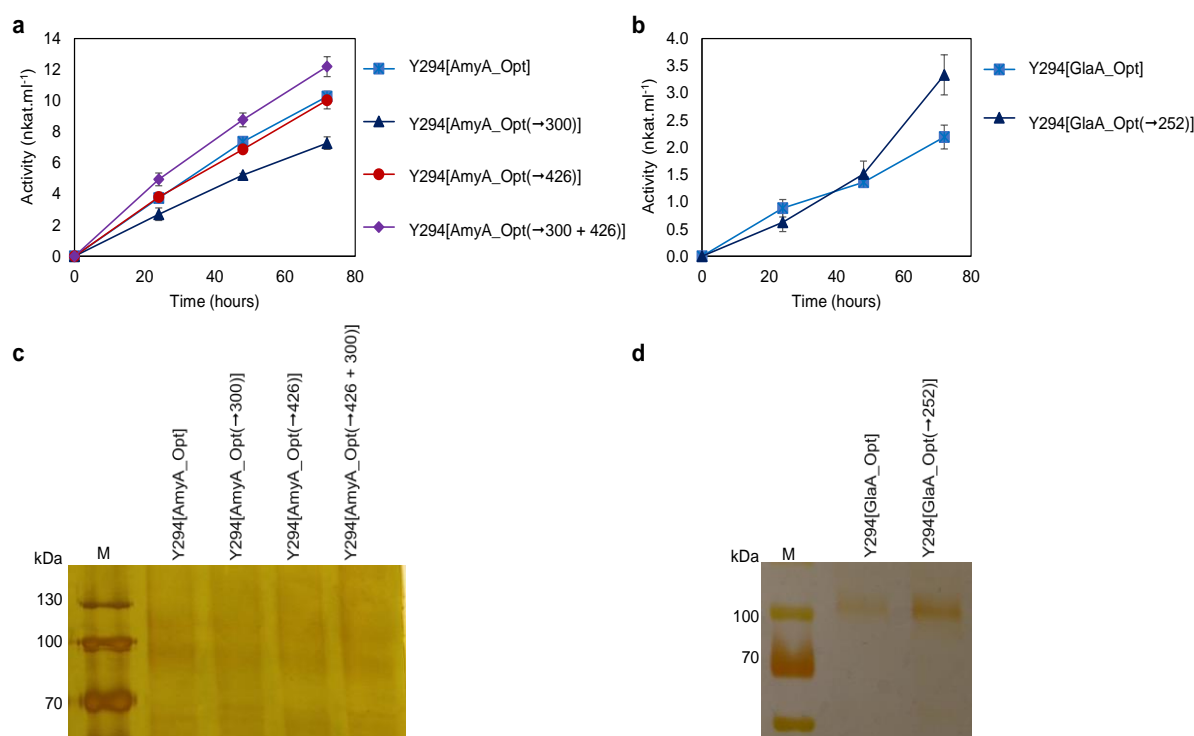 a
14
12
10
8
6
4
2
0
Activity (nkat.ml-1)
0 20 40 60 80
Time (hours)
Y294[AmyA_Opt]
Y294[AmyA_Opt(→300)]
Y294[AmyA_Opt(→426)]
Y294[AmyA_Opt(→300 + 426)]
b
4.0
3.5
3.0
2.5
2.0
1.5
1.0
0.5
0.0
Activity (nkat.ml-1)
0 20 40 60 80
Time (hours)
Y294[GlaA_Opt]
Y294[GlaA_Opt(→252)]
c
kDa
M
Y294[AmyA_Opt]
Y294[AmyA_Opt(→300)]
Y294[AmyA_Opt(→426)]
Y294[AmyA_Opt(→426 + 300)]
130
100
70
d
kDa
M
Y294[GlaA_Opt]
Y294[GlaA_Opt(→252)]
100
70